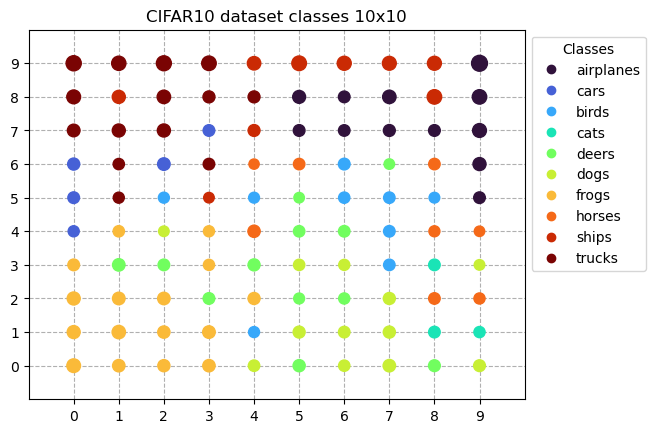 CIFAR10 dataset classes 10x10
9
8
7
6
5
4
3
2
1
0
0 1 2 3 4 5 6 7 8 9
Classes
airplanes
cars
birds
cats
deers
dogs
frogs
horses
ships
trucks